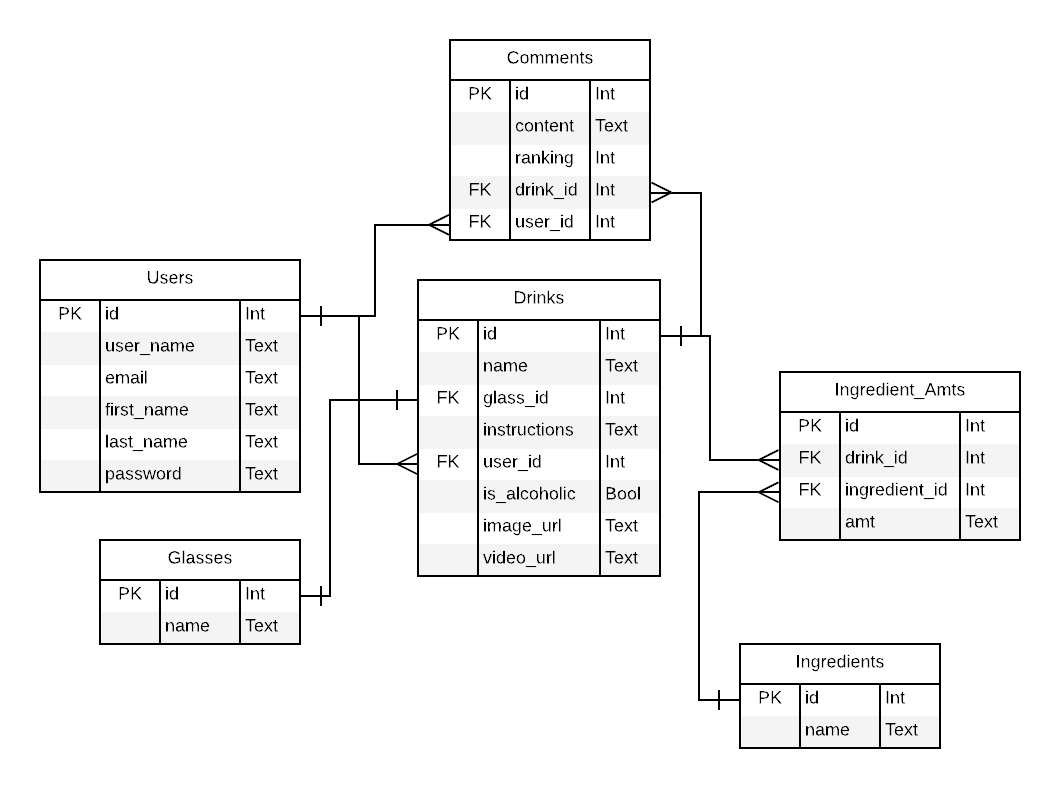 Comments
PK id Int
content Text
ranking Int
FK drink_id Int
FK user_id Int
Users
PK id Int
user_name Text
email Text
first_name Text
last_name Text
password Text
Drinks
PK id Int
name Text
FK glass_id Int
instructions Text
FK user_id Int
is_alcoholic Bool
image_url Text
video_url Text
Ingredient_Amts
PK id Int
FK drink_id Int
FK ingredient_id Int
amt Text
Glasses
PK id Int
name Text
Ingredients
PK id Int
name Text